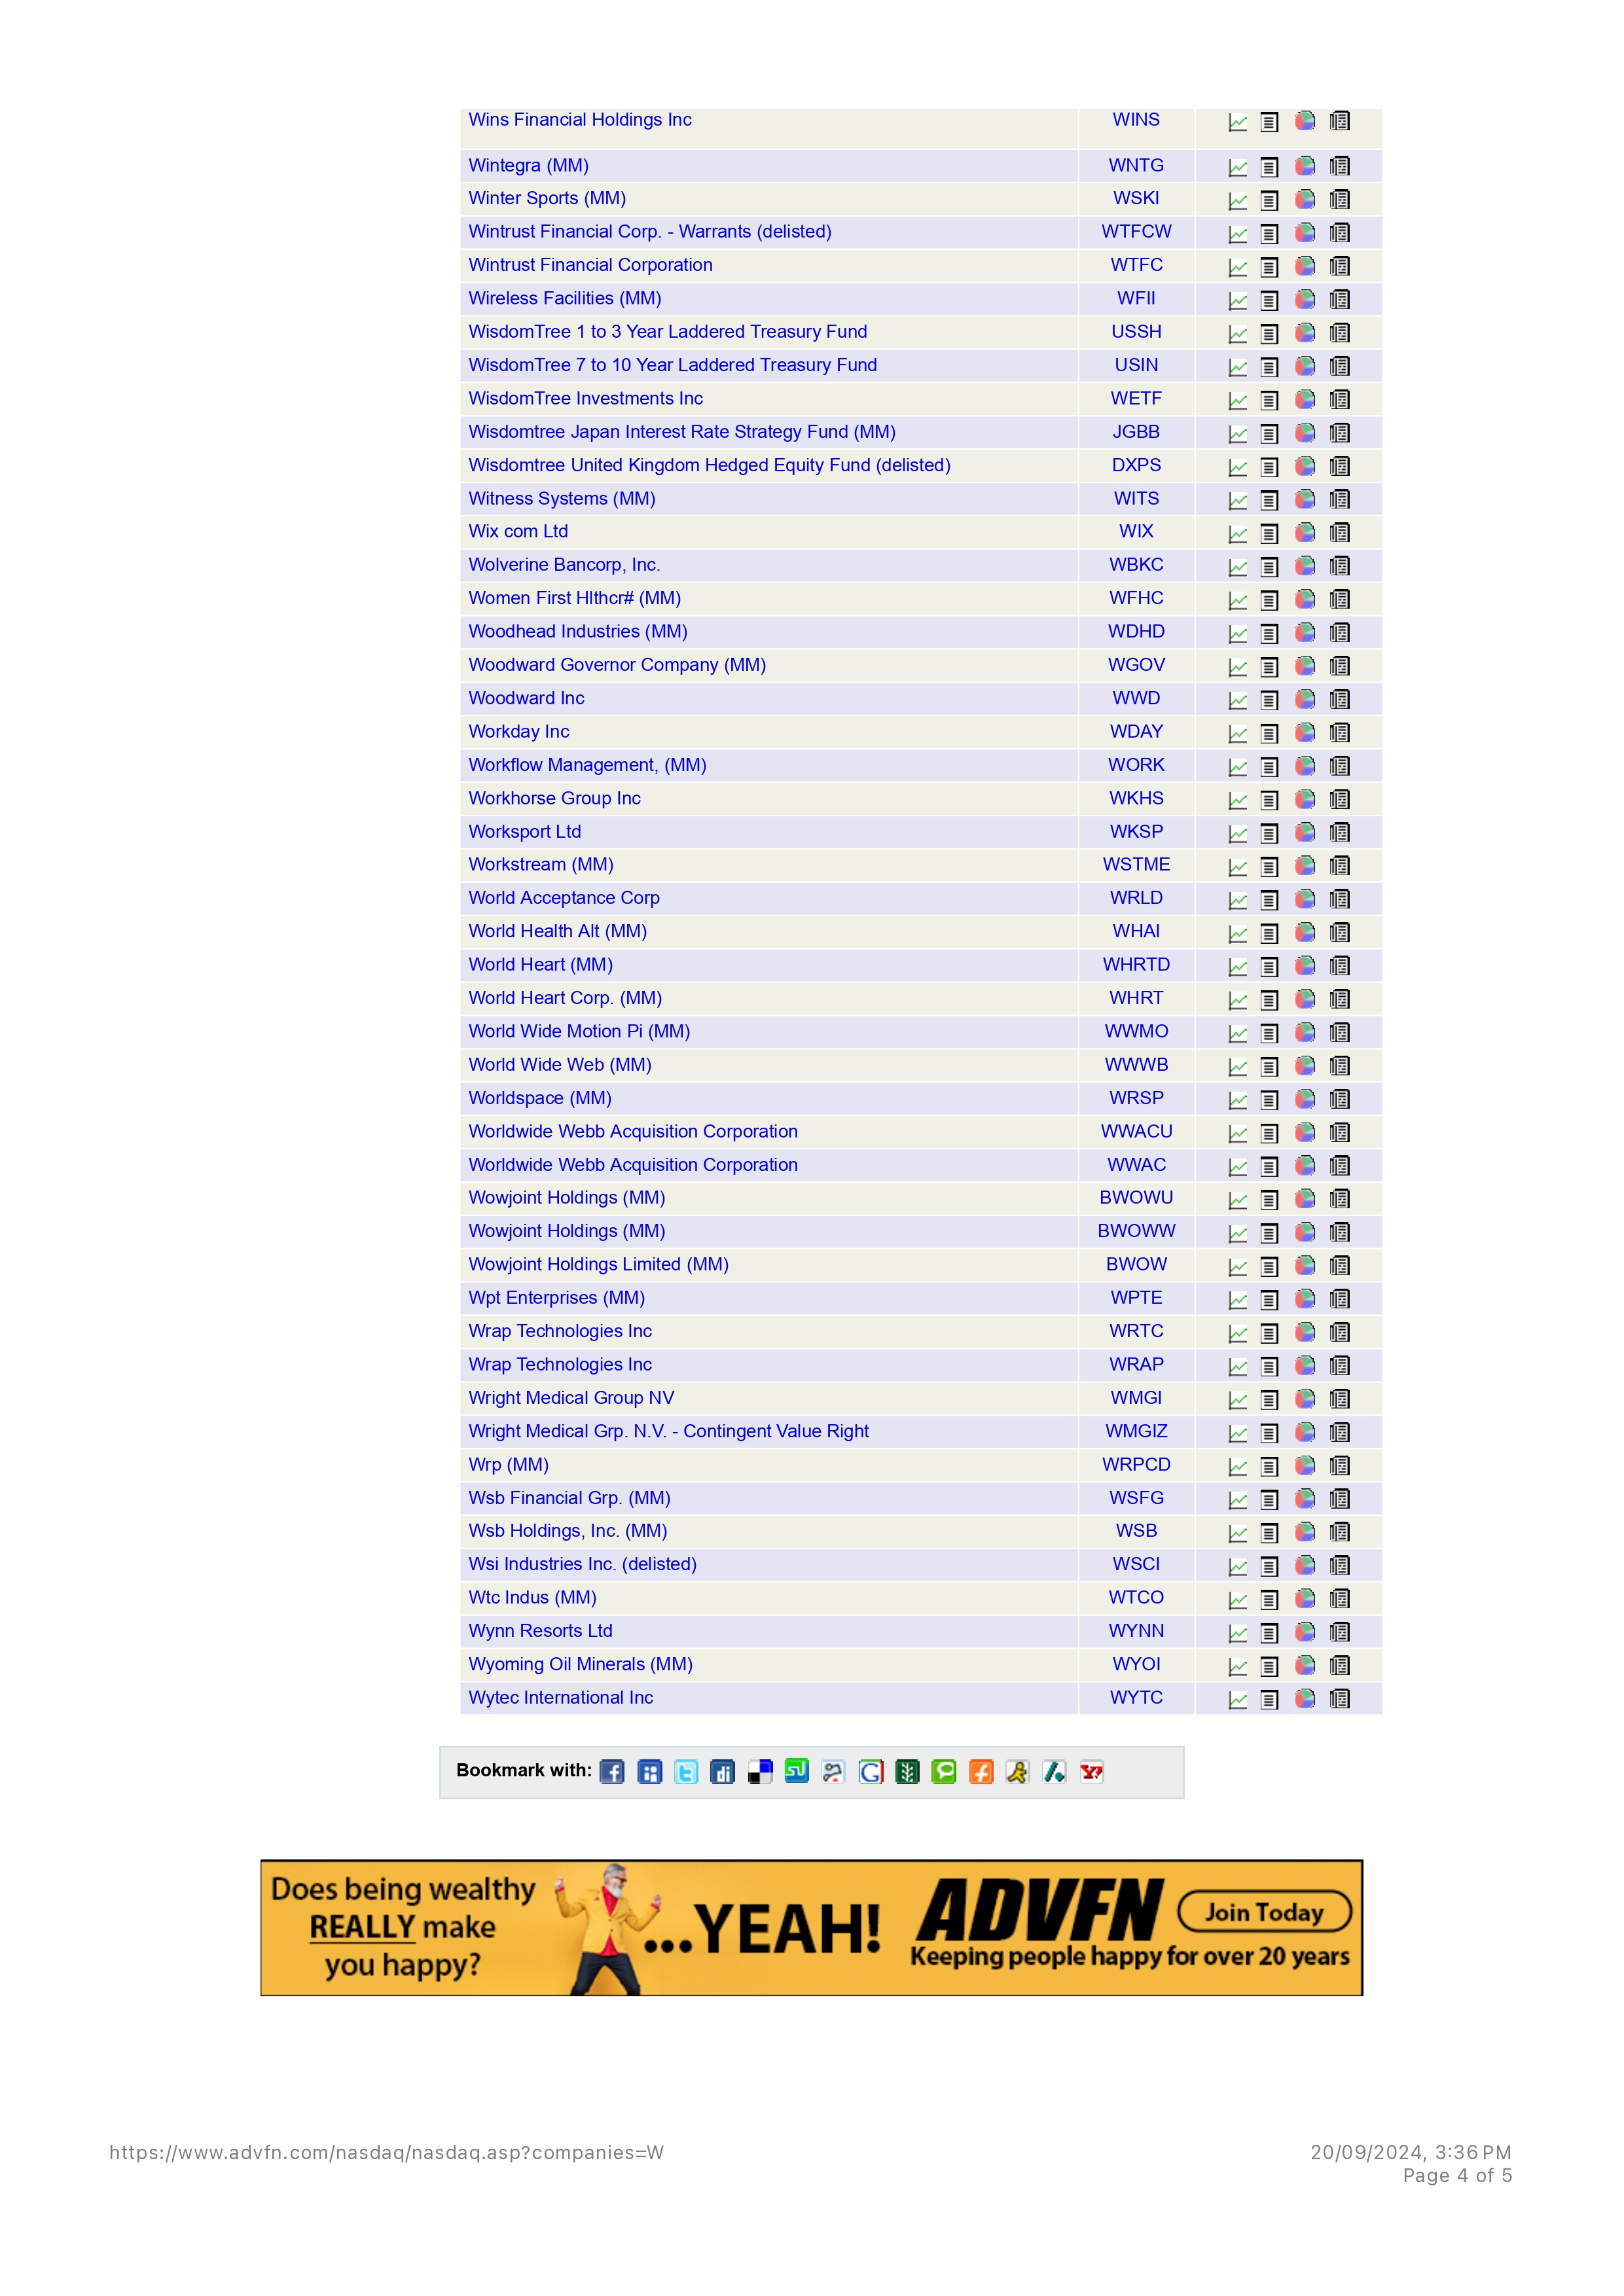 Wins Financial Holdings Inc WINS
Wintegra (MM) WNTG
Winter Sports (MM) WSKI
Wintrust Financial Corp. - Warrants (delisted) WTFCW
Wintrust Financial Corporation WTFC
Wireless Facilities (MM) WFII
WisdomTree 1 to 3 Year Laddered Treasury Fund USSH
WisdomTree 7 to 10 Year Laddered Treasury Fund USIN
WisdomTree Investments Inc WETF
Wisdomtree Japan Interest Rate Strategy Fund (MM) JGBB
Wisdomtree United Kingdom Hedged Equity Fund (delisted) DXPS
Witness Systems (MM) WITS
Wix com Ltd WIX
Wolverine Bancorp, Inc. WBKC
Women First Hlthcr# (MM) WFHC
Woodhead Industries (MM) WDHD
Woodward Governor Company (MM) WGOV
Woodward Inc WWD
Workday Inc WDAY
Workflow Management, (MM) WORK
Workhorse Group Inc WKHS
Worksport Ltd WKSP
Workstream (MM) WSTME
World Acceptance Corp WRLD
World Health Alt (MM) WHAI
World Heart (MM) WHRTD
World Heart Corp. (MM) WHRT
World Wide Motion Pi (MM) WWMO
World Wide Web (MM) WWWB
Worldspace (MM) WRSP
Worldwide Webb Acquisition Corporation WWACU
Worldwide Webb Acquisition Corporation WWAC
Wowjoint Holdings (MM) BWOWU
Wowjoint Holdings (MM) BWOWW
Wowjoint Holdings Limited (MM) BWOW
Wpt Enterprises (MM) WPTE
Wrap Technologies Inc WRTC
Wrap Technologies Inc WRAP
Wright Medical Group NV WMGI
Wright Medical Grp. N.V. - Contingent Value Right WMGIZ
Wrp (MM) WRPCD
Wsb Financial Grp. (MM) WSFG
Wsb Holdings, Inc. (MM) WSB
Wsi Industries Inc. (delisted) WSCI
Wtc Indus (MM) WTCO
Wynn Resorts Ltd WYNN
Wyoming Oil Minerals (MM) WYOI
Wytec International Inc WYTC
Bookmark with:
Does being wealthy
REALLY make
you happy?
...YEAH!
ADVFN
Join Today
Keeping people happy for over 20 years
https://www.advfn.com/nasdaq/nasdaq.asp?companies=W
20/09/2024, 3:36 PM
Page 4 of 5